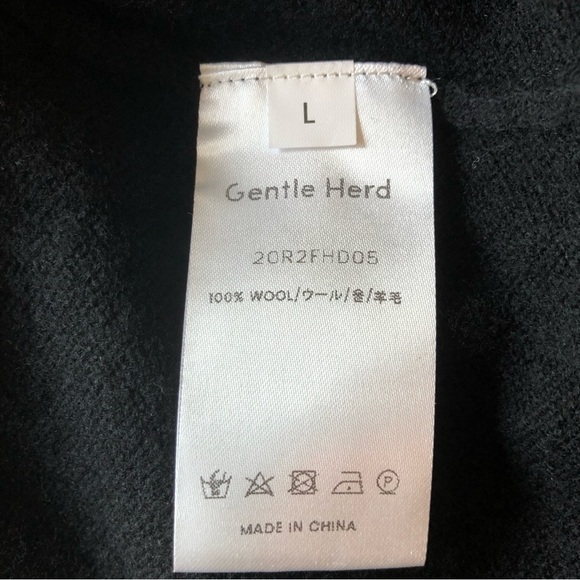 L
Gentle Herd
20R2FHD05
100% WOOL/ウール/울/羊毛
P
MADE IN CHINA